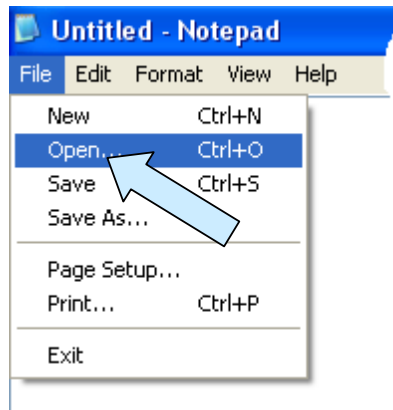 Untitled - Notepad
File Edit Format View Help
New Ctrl+N
Open... Ctrl+O
Save Ctrl+S
Save As...
Page Setup...
Print... Ctrl+P
Exit